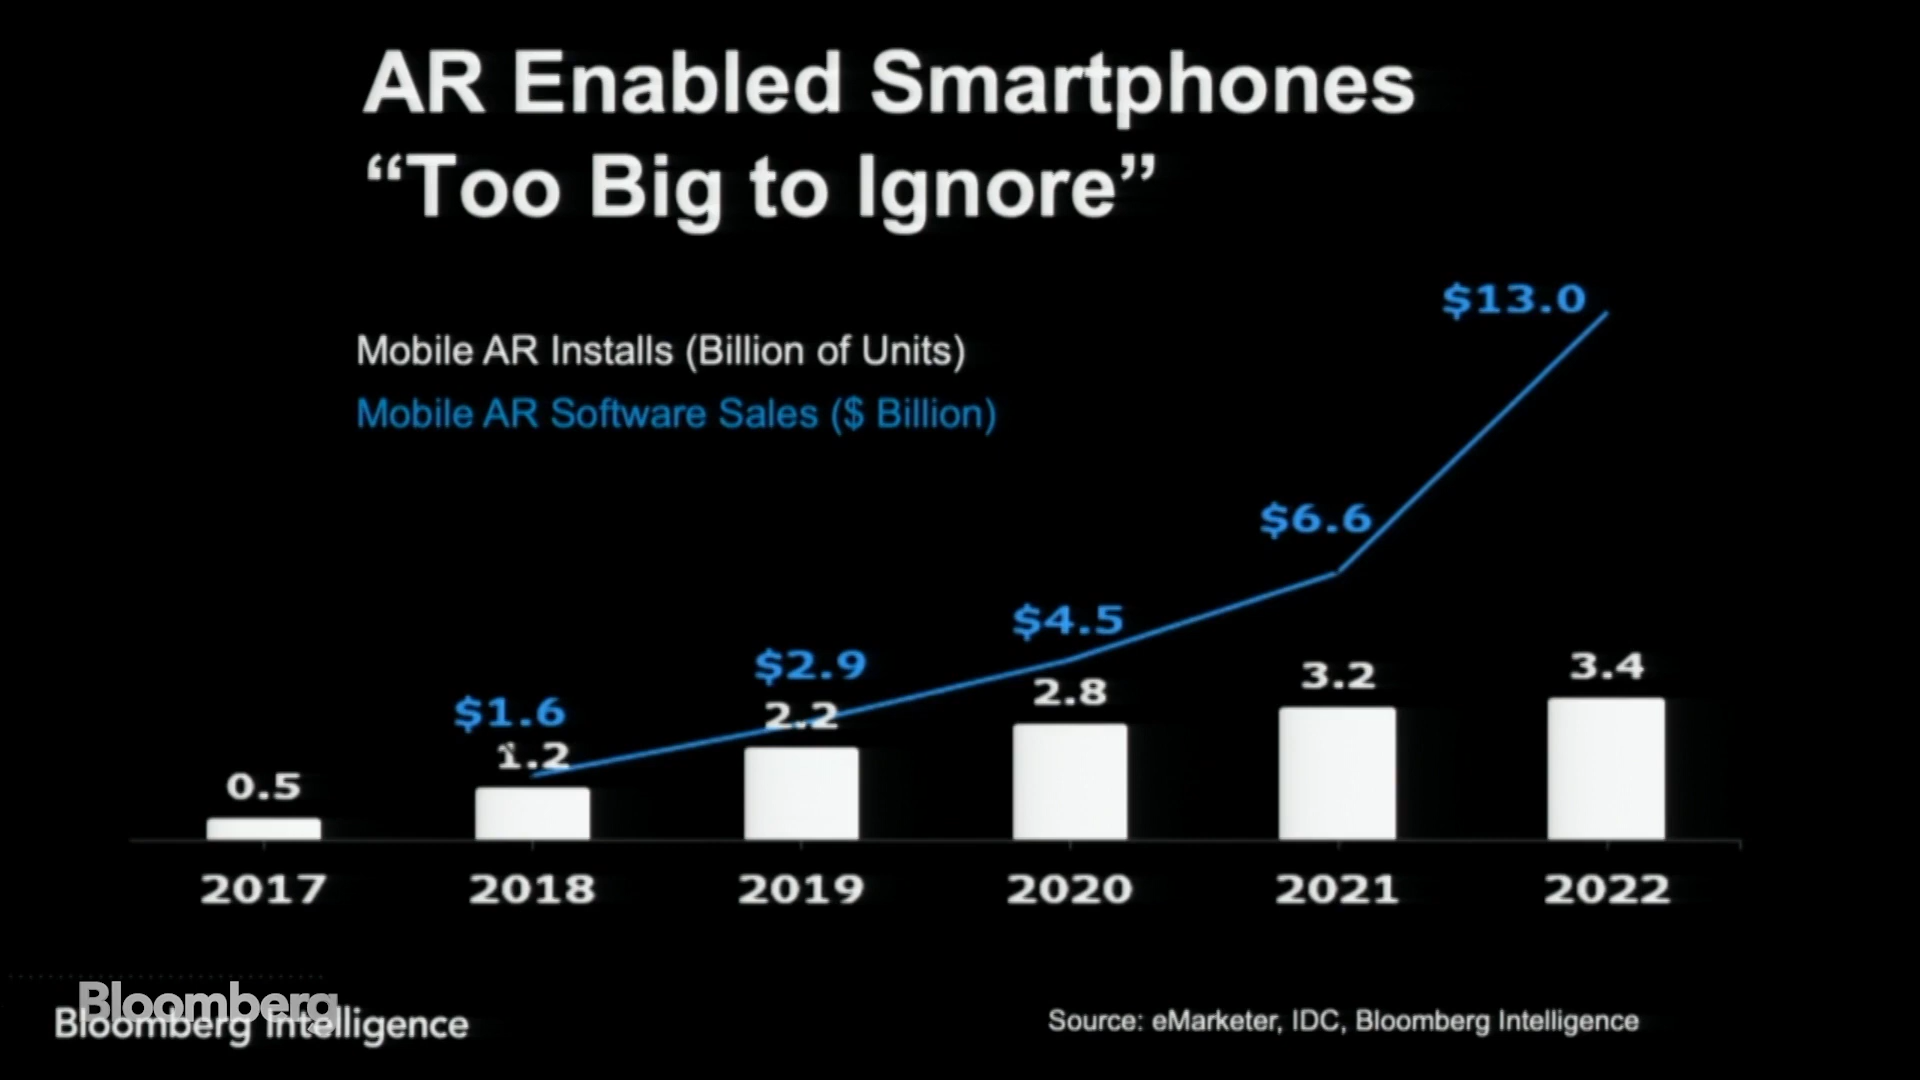 AR Enabled Smartphones
“Too Big to Ignore”
Mobile AR Installs (Billion of Units)
Mobile AR Software Sales ($ Billion)
$13.0
$6.6
$4.5
$2.9
$1.6
0.5
1.2
2.2
2.8
3.2
3.4
2017
2018
2019
2020
2021
2022
Bloomberg
Bloomberg Intelligence
Source: eMarketer, IDC, Bloomberg Intelligence